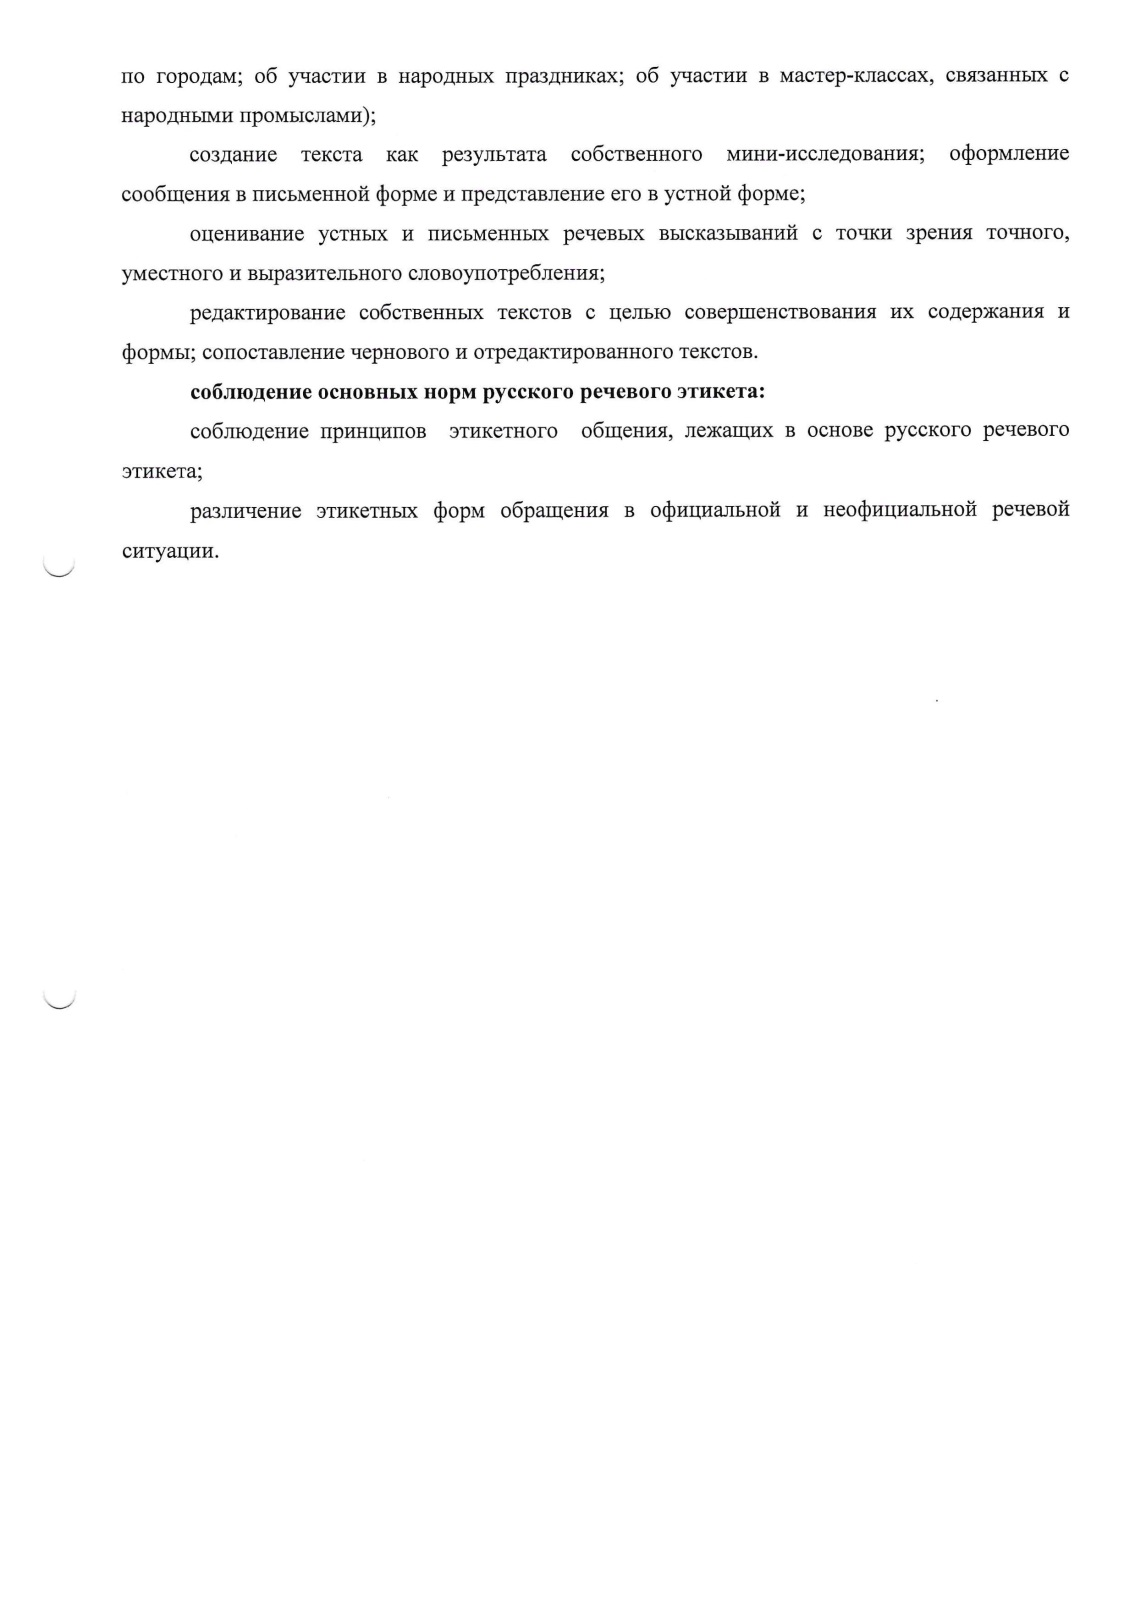 по городам; об участии в народных праздниках; об участии в мастер-классах, связанных с
народными промыслами);
создание текста как результата собственного мини-исследования; оформление
сообщения в письменной форме и представление его в устной форме;
оценивание устных и письменных речевых высказываний с точки зрения точного,
уместного и выразительного словоупотребления;
редактирование собственных текстов с целью совершенствования их содержания и
формы; сопоставление чернового и отредактированного текстов.
соблюдение основных норм русского речевого этикета:
соблюдение принципов этикетного общения, лежащих в основе русского речевого
этикета;
различение этикетных форм обращения в официальной и неофициальной речевой
ситуации.